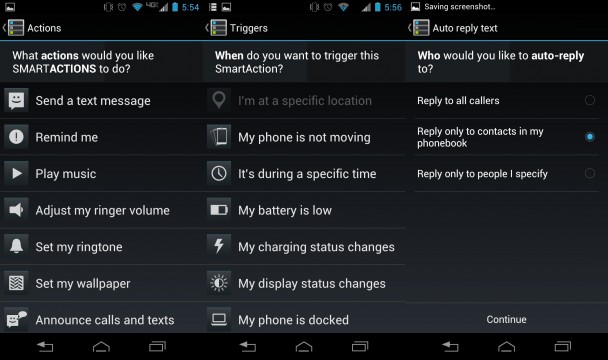 5:54
Actions
What actions would you like
SMARTACTIONS to do?
Send a text message
Remind me
Play music
Adjust my ringer volume
Set my ringtone
Set my wallpaper
Announce calls and texts
5:56
Triggers
When do you want to trigger this
SmartAction?
I'm at a specific location
My phone is not moving
It's during a specific time
My battery is low
My charging status changes
My display status changes
My phone is docked
Saving screenshot...
Auto reply text
Who would you like to auto-reply
to?
Reply to all callers
Reply only to contacts in my
phonebook
Reply only to people I specify
Continue